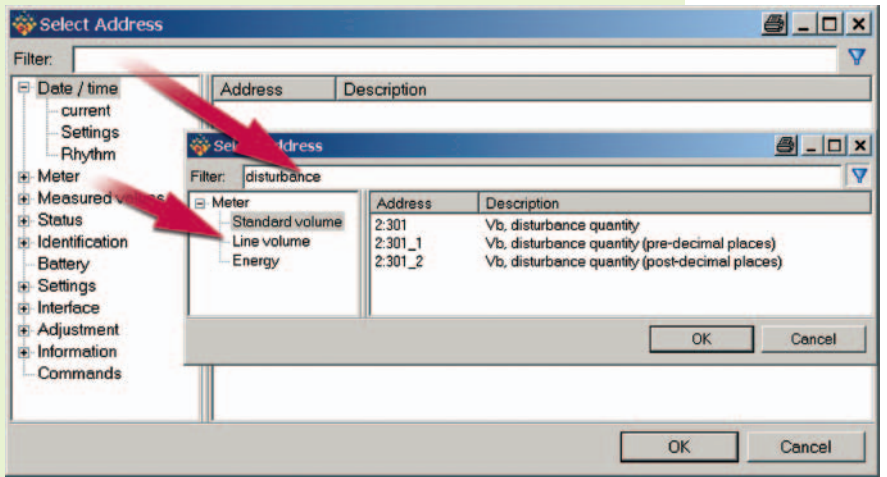 Select Address
Filter:
Date / time
current
Settings
Rhythm
Meter
Measured
Status
Identification
Battery
Settings
Interface
Adjustment
Information
Commands
Address Description
Select Address
Filter: disturbance
Meter
Standard volume
Line volume
Energy
Address Description
2:301 Vb, disturbance quantity
2:301_1 Vb, disturbance quantity (pre-decimal places)
2:301_2 Vb, disturbance quantity (post-decimal places)
OK Cancel
OK Cancel